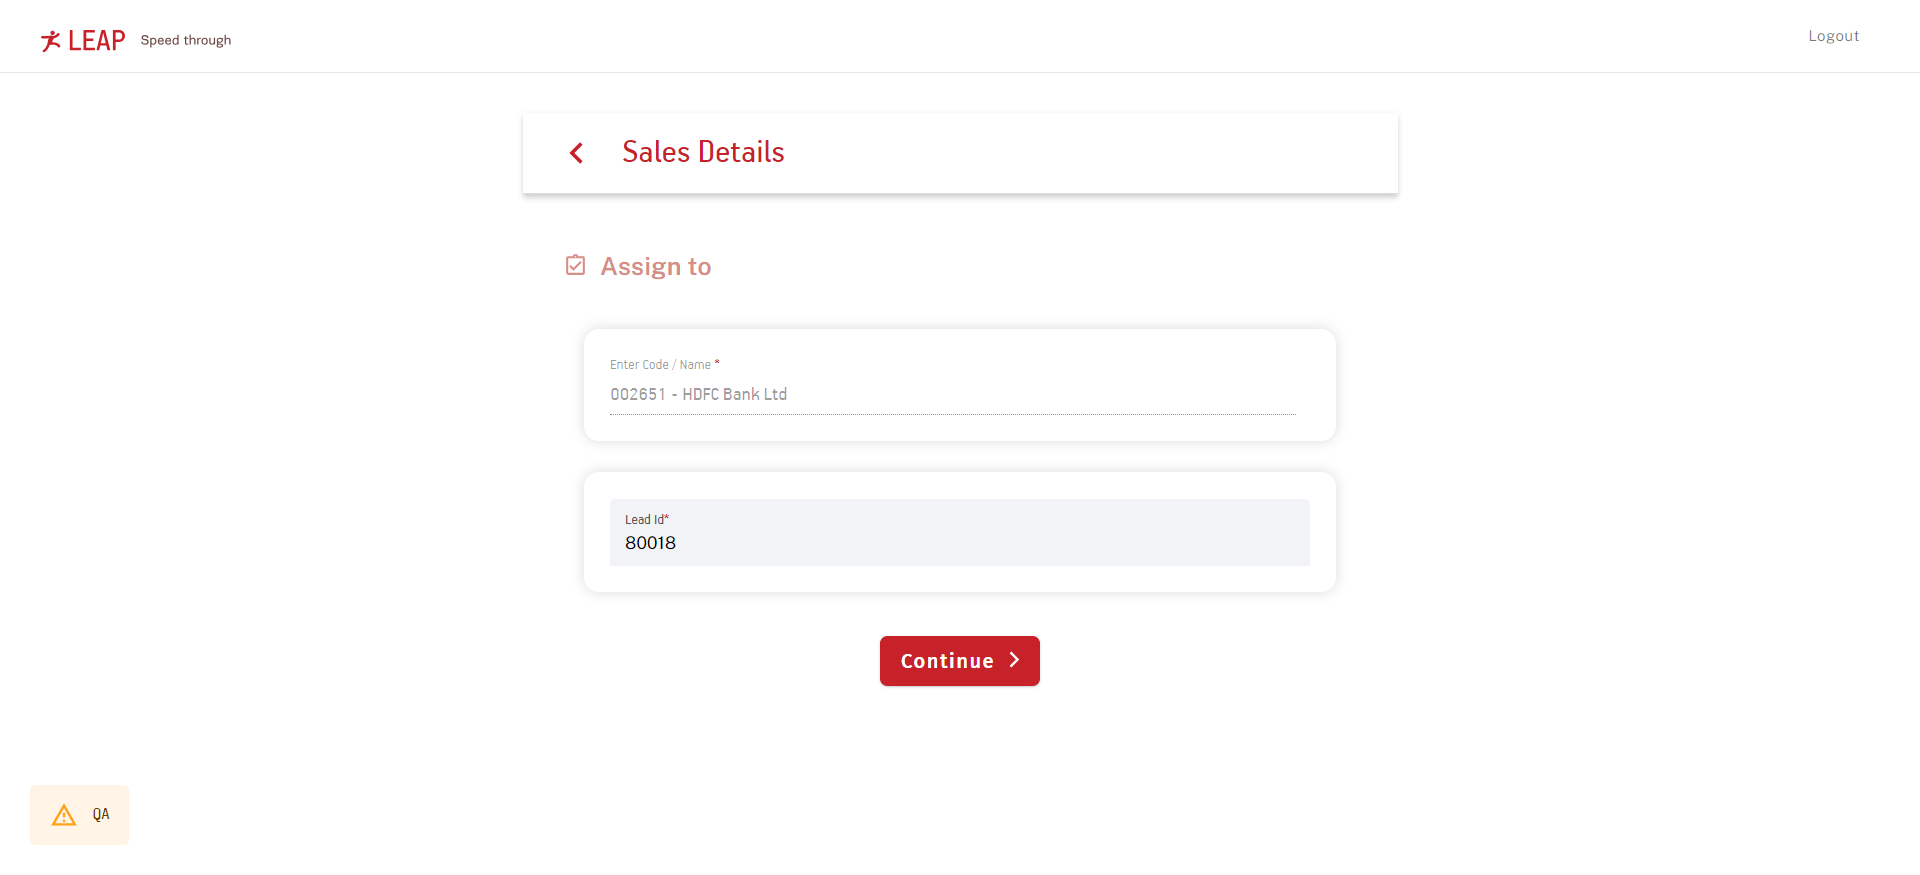 LEAP Speed through
Logout
Sales Details
Assign to
Enter Code / Name *
002651 - HDFC Bank Ltd
Lead Id*
80018
Continue
QA